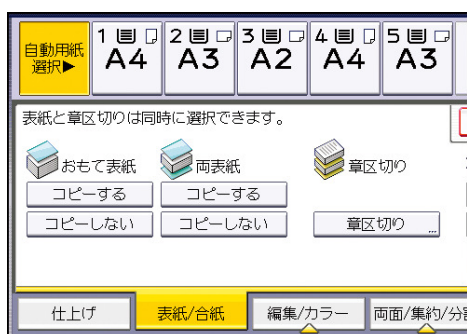 自動用紙
選択▶
1
A4
2
A3
3
A2
4
A4
5
A3
表紙と章区切りは同時に選択できます。
おもて表紙
両表紙
章区切り
コピーする
コピーする
コピーしない
コピーしない
章区切り ...
仕上げ
表紙/合紙
編集/カラー
両面/集約/分